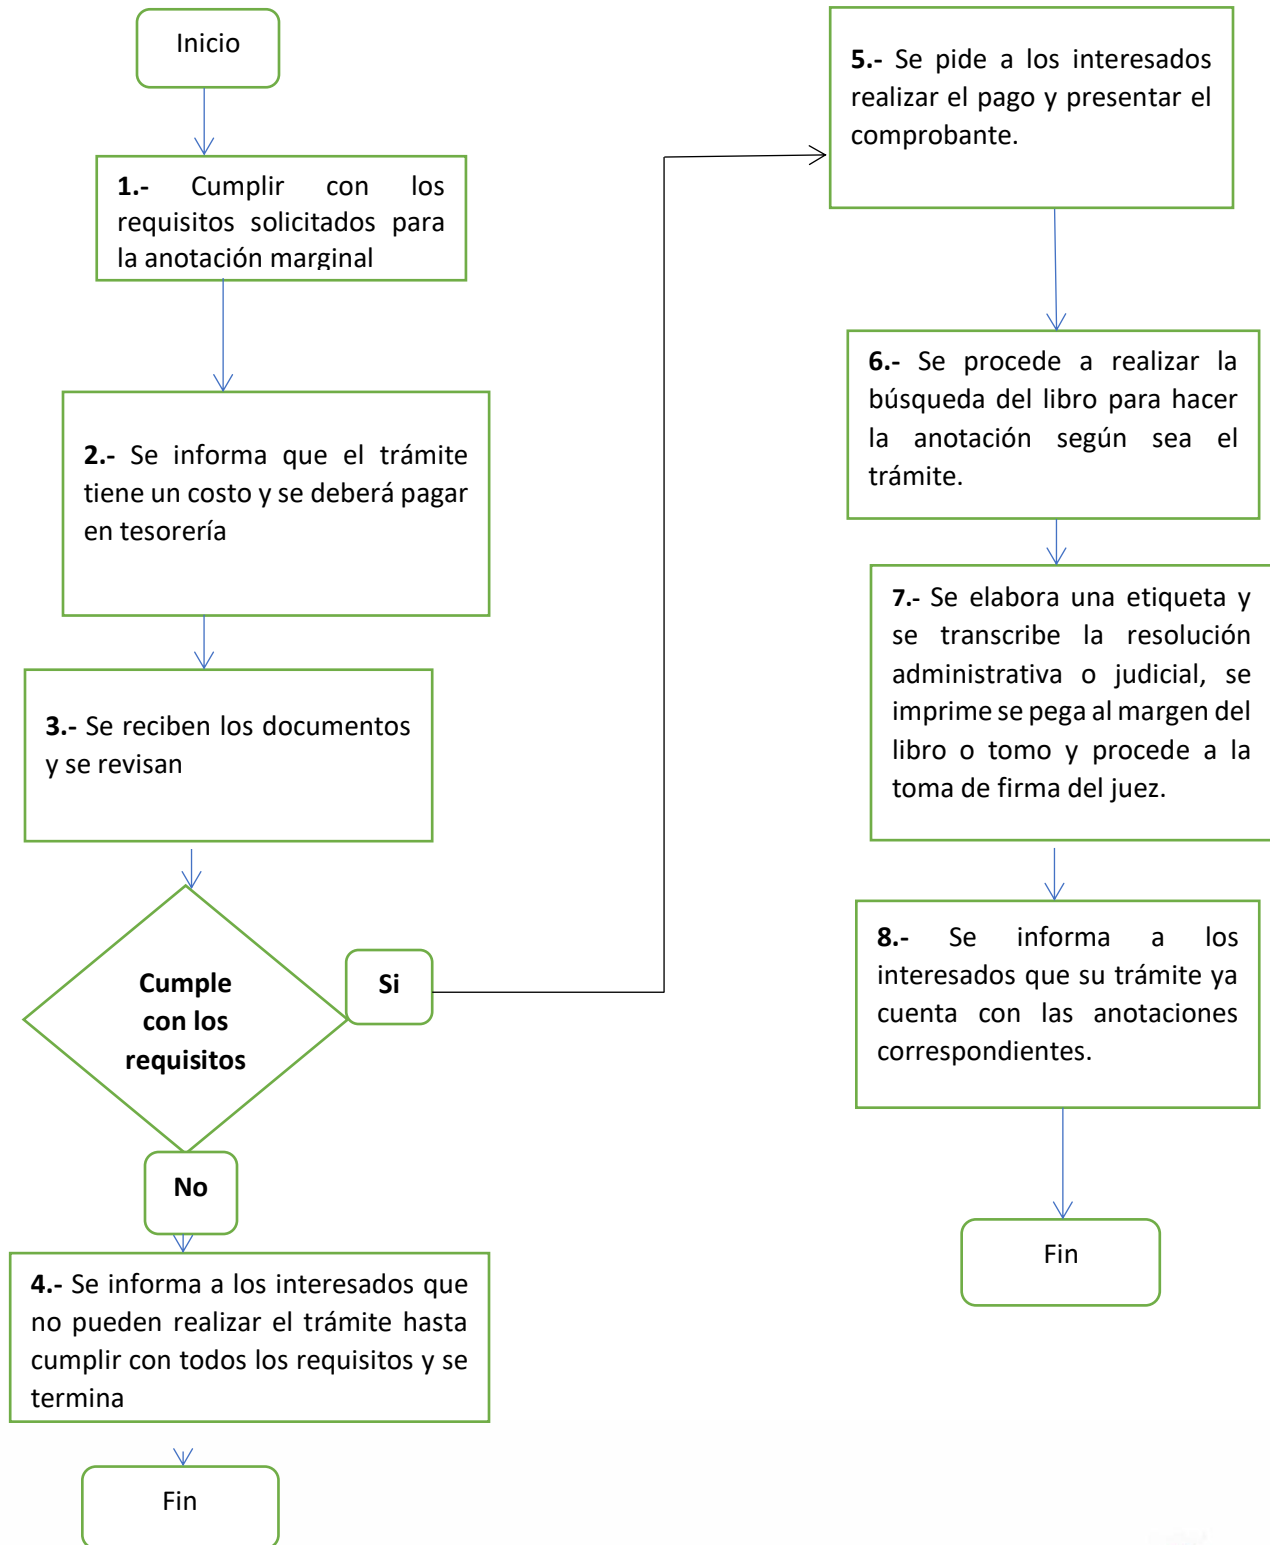 Inicio
1.- Cumplir con los
requisitos solicitados para
la anotación marginal
2.- Se informa que el trámite
tiene un costo y se deberá pagar
en tesorería
3.- Se reciben los documentos
y se revisan
Cumple
con los
requisitos
Si
No
4.- Se informa a los interesados que
no pueden realizar el trámite hasta
cumplir con todos los requisitos y se
termina
Fin
5.- Se pide a los interesados
realizar el pago y presentar el
comprobante.
6.- Se procede a realizar la
búsqueda del libro para hacer
la anotación según sea el
trámite.
7.- Se elabora una etiqueta y
se transcribe la resolución
administrativa o judicial, se
imprime se pega al margen del
libro o tomo y procede a la
toma de firma del juez.
8.- Se informa a los
interesados que su trámite ya
cuenta con las anotaciones
correspondientes.
Fin